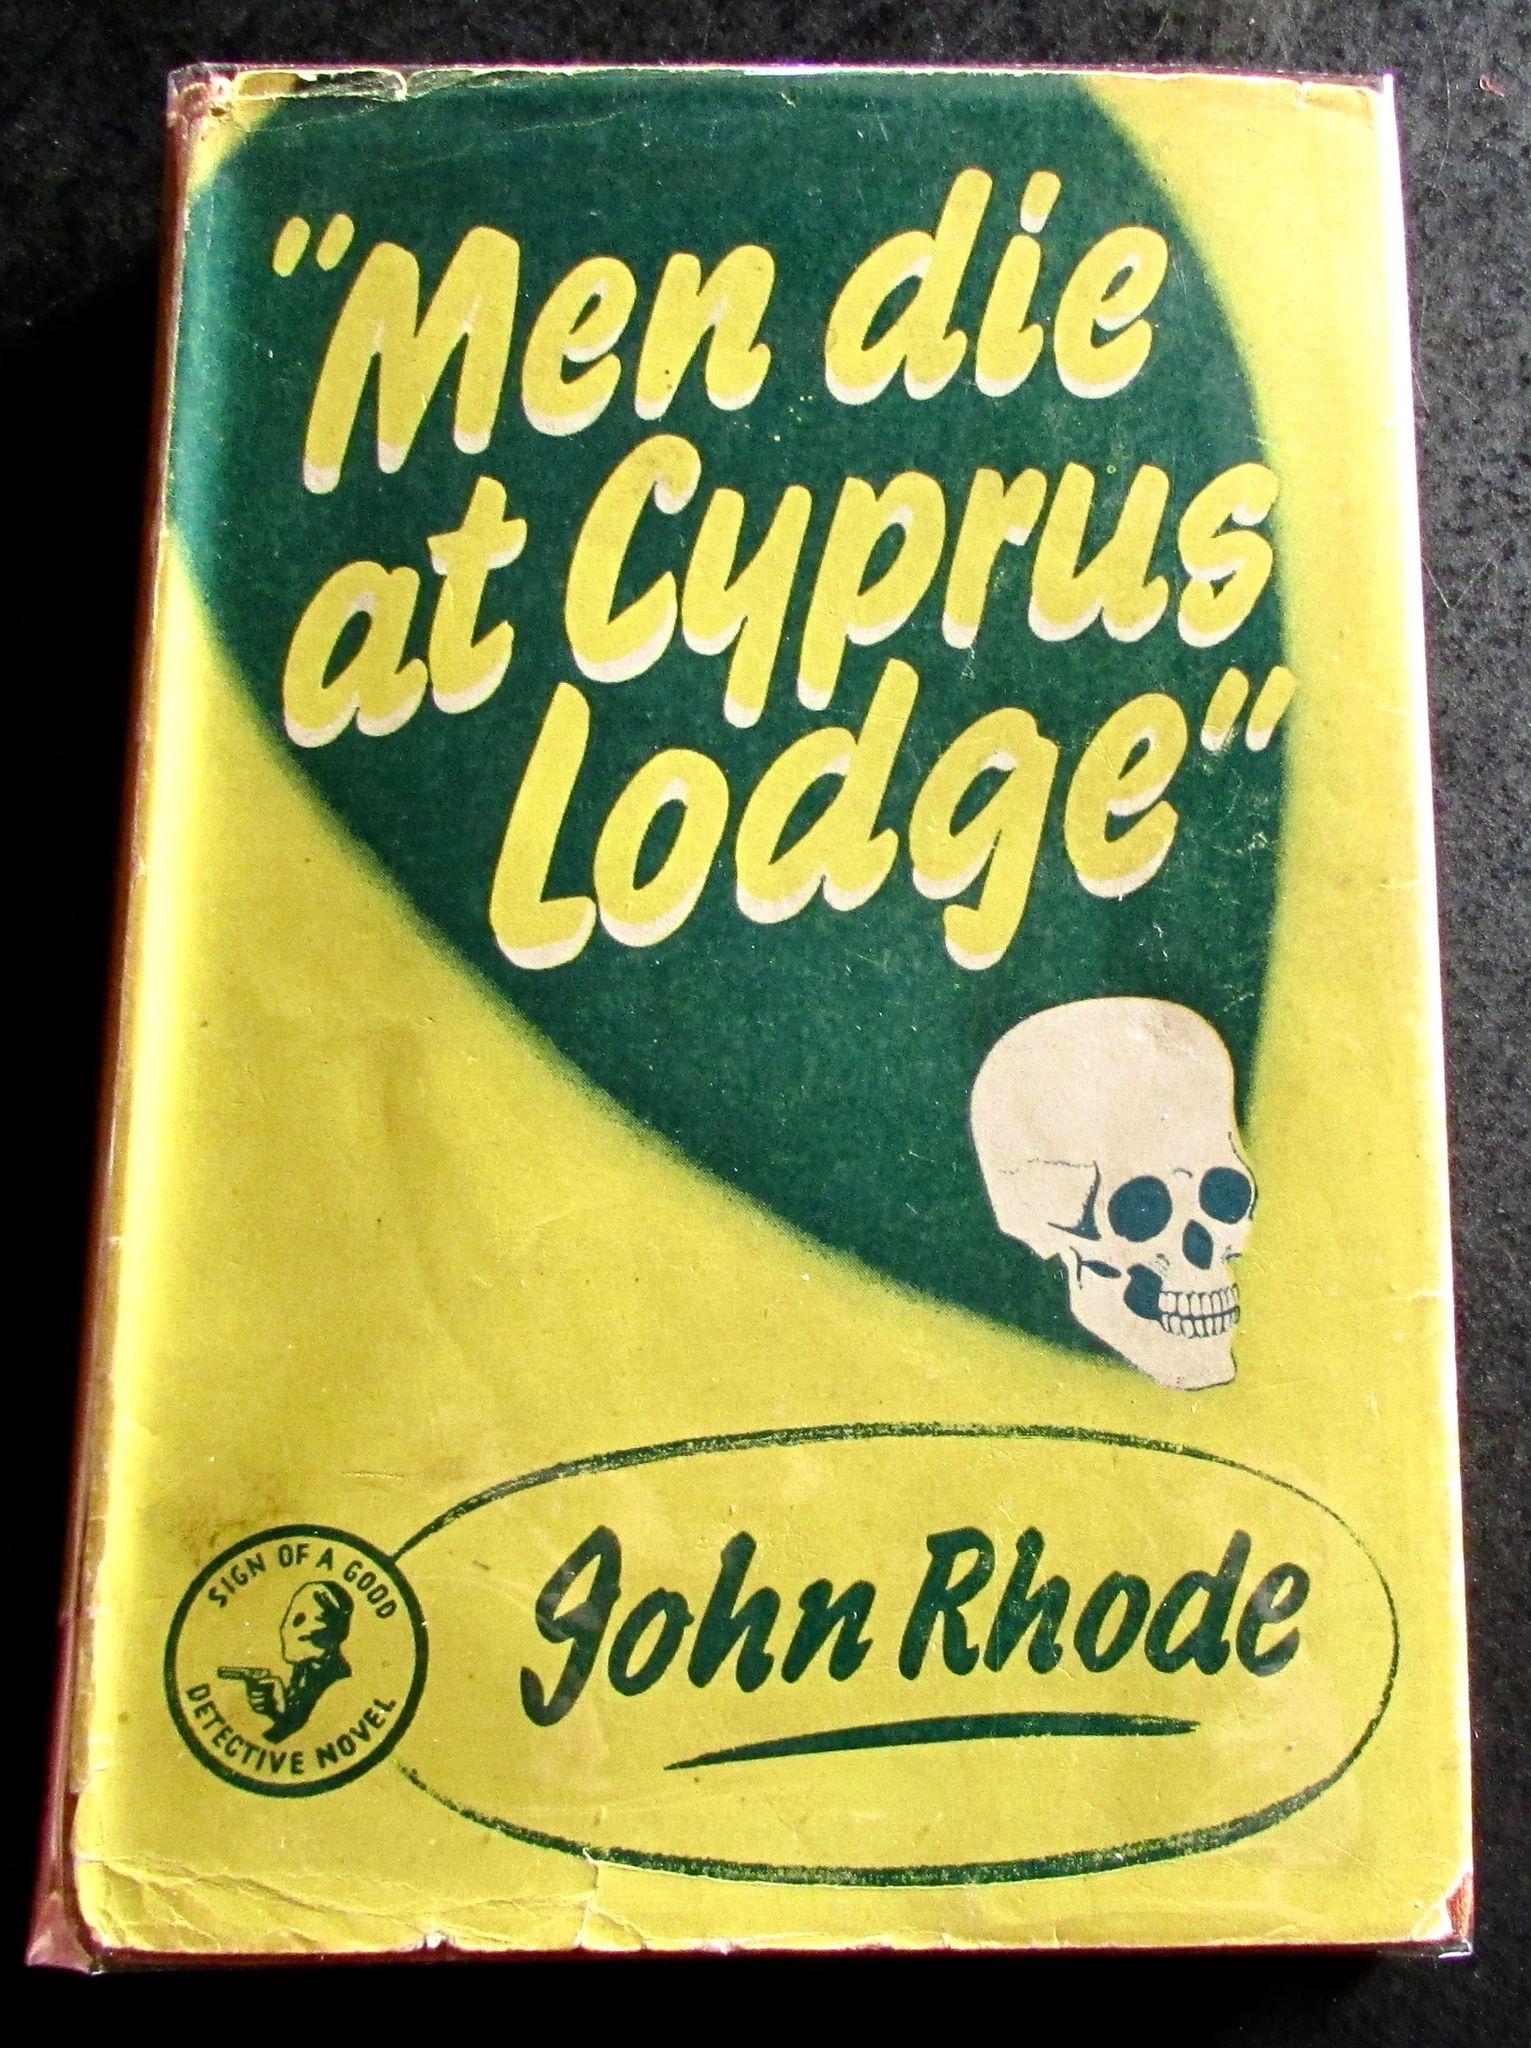 "Men die
at Cyprus
Lodge"
SIGN OF A GOOD
DETECTIVE NOVEL
John Rhode